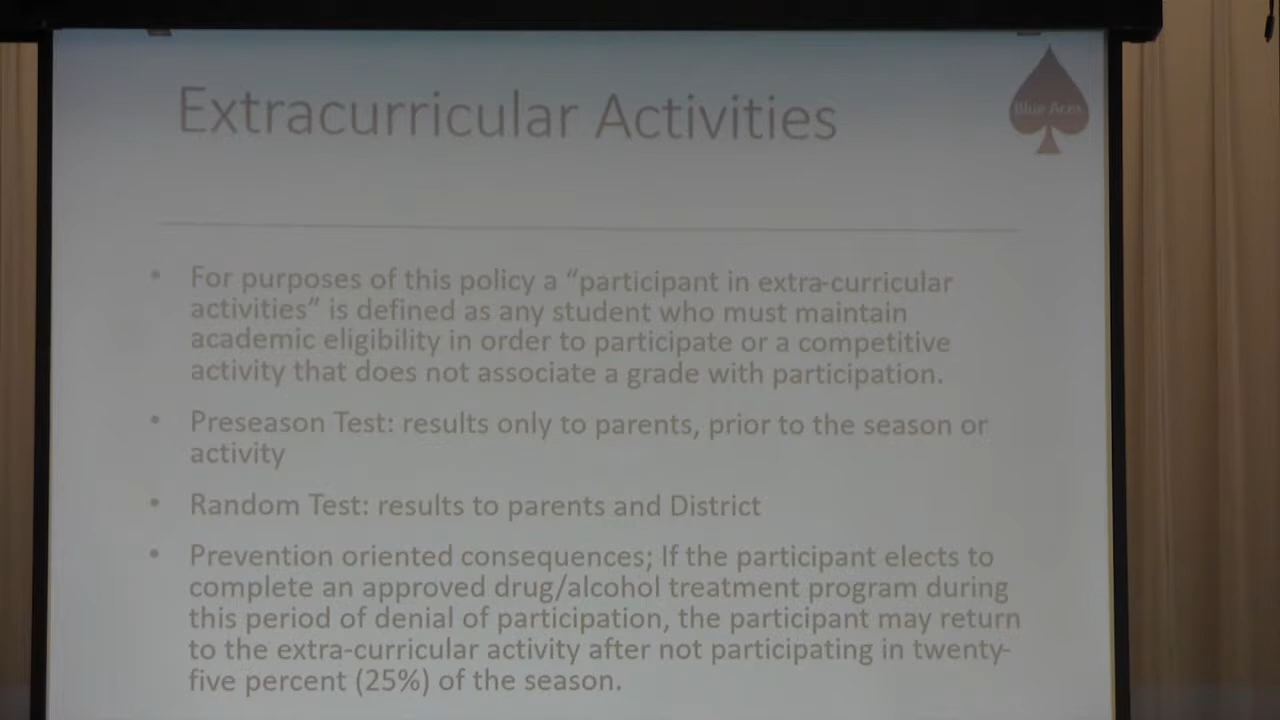 Extracurricular Activities
Blue Aces
• For purposes of this policy a “participant in extra-curricular
activities” is defined as any student who must maintain
academic eligibility in order to participate or a competitive
activity that does not associate a grade with participation.
• Preseason Test: results only to parents, prior to the season or
activity
• Random Test: results to parents and District
• Prevention oriented consequences; If the participant elects to
complete an approved drug/alcohol treatment program during
this period of denial of participation, the participant may return
to the extra-curricular activity after not participating in twenty-
five percent (25%) of the season.